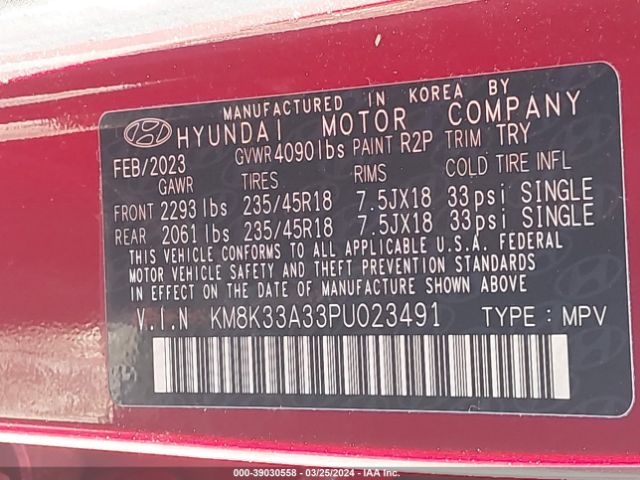 MANUFACTURED IN KOREA BY
HYUNDAI MOTOR COMPANY
FEB/2023 GVWR 4090lbs PAINT R2P TRIM TRY
GAWR TIRES RIMS COLD TIRE INFL
FRONT 2293 lbs 235/45R18 7.5JX18 33psi SINGLE
REAR 2061 lbs 235/45R18 7.5JX18 33psi SINGLE
THIS VEHICLE CONFORMS TO ALL APPLICABLE U.S.A. FEDERAL
MOTOR VEHICLE SAFETY AND THEFT PREVENTION STANDARDS
IN EFFECT ON THE DATE OF MANUFACTURE SHOWN ABOVE
V.I.N KM8K33A33PU023491 TYPE : MPV
000-39030558 - 03/25/2024 - IAA Inc.